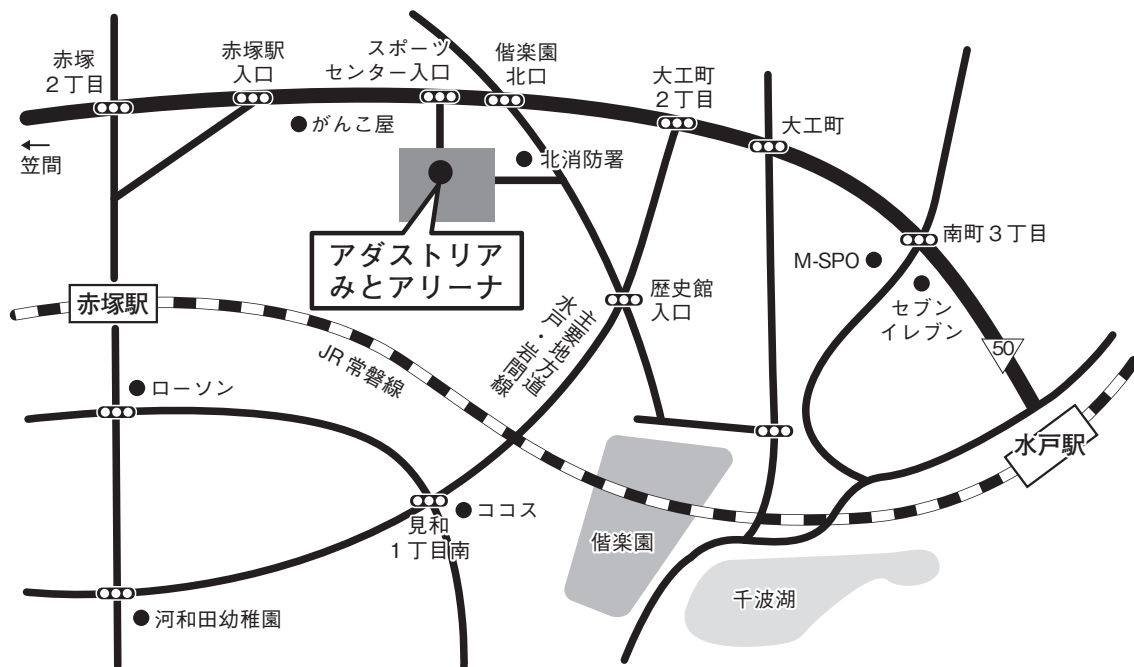 赤塚
２丁目
赤塚駅
入口
スポーツ
センター入口
偕楽園
北口
大工町
２丁目
大工町
がんこ屋
←
笠間
北消防署
アダストリア
みとアリーナ
南町３丁目
M-SPO
セブン
イレブン
歴史館
入口
赤塚駅
主要地方道
水戸・岩間線
JR 常磐線
50
ローソン
水戸駅
ココス
見和
１丁目南
偕楽園
千波湖
河和田幼稚園